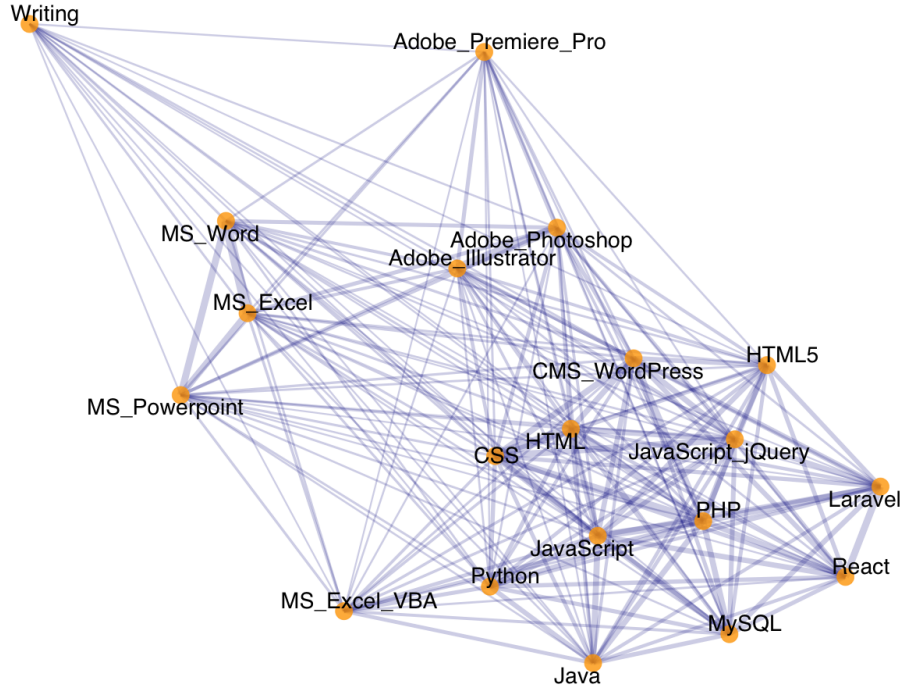 Writing
Adobe_Premiere_Pro
MS_Word
Adobe_Photoshop
Adobe_Illustrator
MS_Excel
HTML5
CMS_WordPress
MS_Powerpoint
HTML
JavaScript_jQuery
CSS
Laravel
PHP
JavaScript
React
Python
MS_Excel_VBA
MySQL
Java